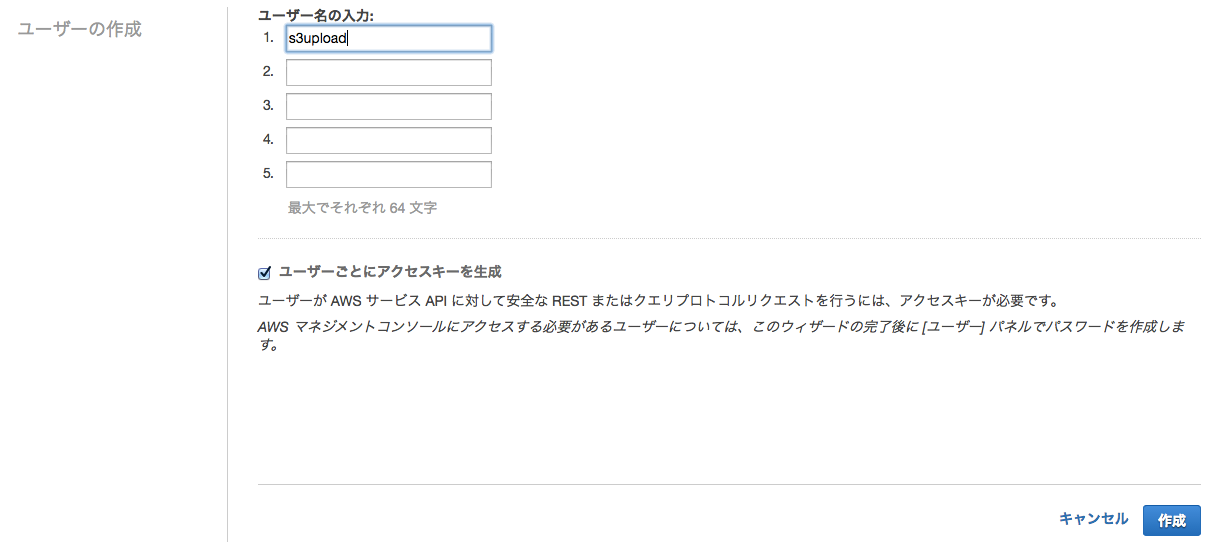 ユーザーの作成
ユーザー名の入力:
1. s3upload
2.
3.
4.
5.
最大でそれぞれ 64 文字
ユーザーごとにアクセスキーを生成
ユーザーが AWS サービス API に対して安全な REST またはクエリプロトコルリクエストを行うには、アクセスキーが必要です。
AWS マネジメントコンソールにアクセスする必要があるユーザーについては、このウィザードの完了後に [ユーザー] パネルでパスワードを作成しま
す。
キャンセル 作成